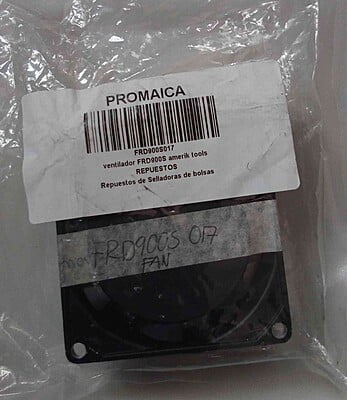 PROMAICA
FRD900S017
ventilador FRD900S amerik tools
REPUESTOS
Repuestos de Selladoras de bolsas
FRD900S 017
FAN